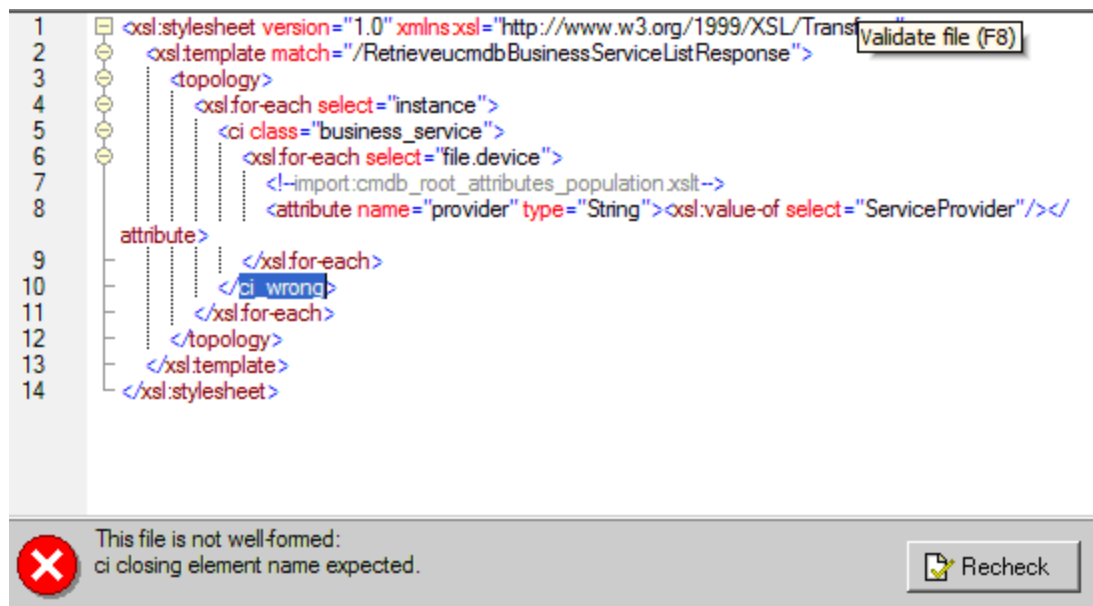 1 <xsl:stylesheet version="1.0" xmlns:xsl="http://www.w3.org/1999/XSL/Transf
Validate file (F8)
2 <xsl:template match="/RetrieveucmdbBusinessServiceListResponse">
3 <topology>
4 <xsl:for-each select="instance">
5 <ci class="business_service">
6 <xsl:for-each select="file.device">
7 <!--import:cmdb_root_attributes_population.xslt-->
8 <attribute name="provider" type="String"><xsl:value-of select="ServiceProvider"/></
attribute>
9 </xsl:for-each>
10 </ci_wrong>
11 </xsl:for-each>
12 </topology>
13 </xsl:template>
14 </xsl:stylesheet>
This file is not well-formed:
ci closing element name expected.
Recheck